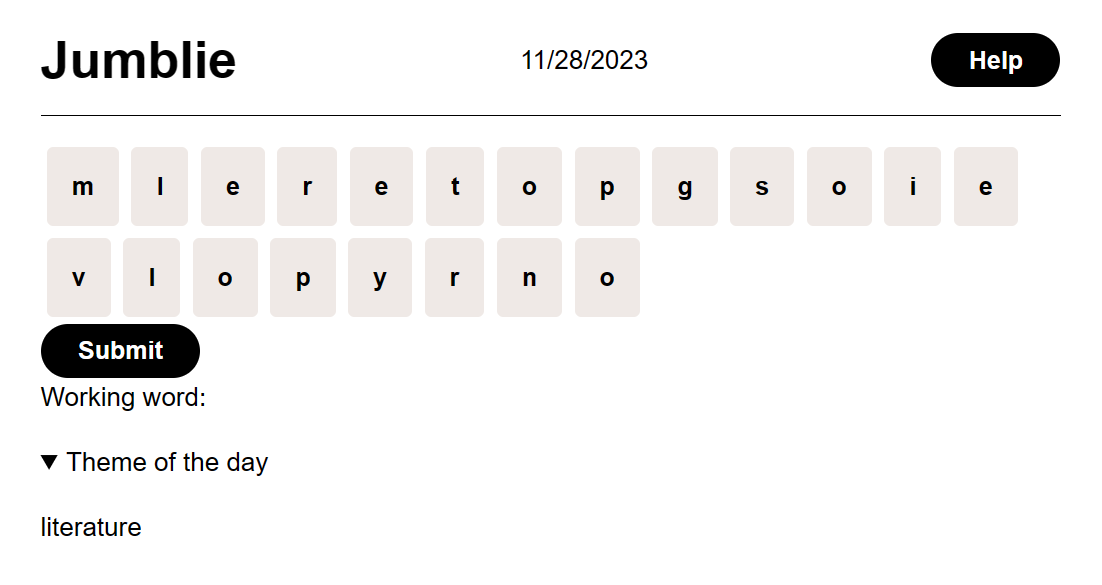 Jumblie 11/28/2023 Help
m l e r e t o p g s o i e
v l o p y r n o
Submit
Working word:
▼ Theme of the day
literature